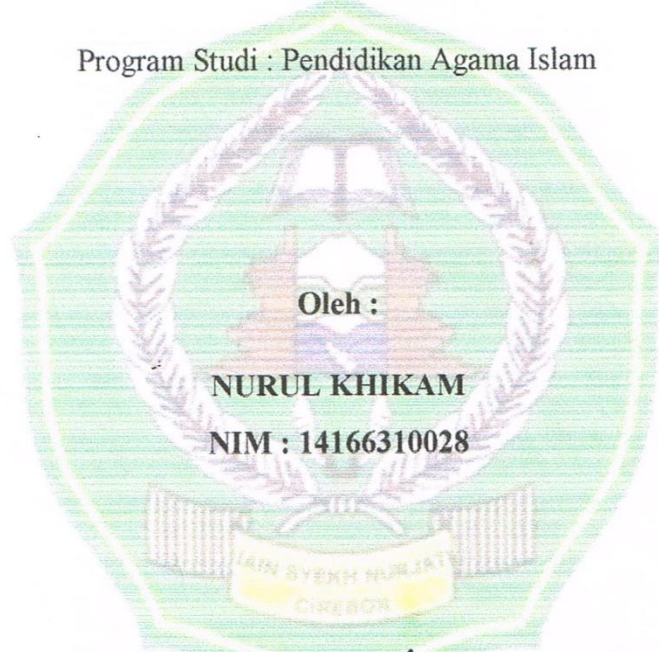 Program Studi : Pendidikan Agama Islam
Oleh :
NURUL KHIKAM
NIM : 14166310028
IAIN SYEKH NURJATI
CIREBON